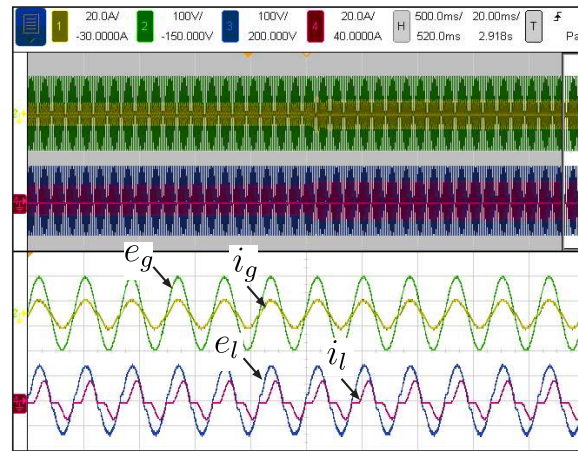 1 20.0A/ 2 100V/ 3 100V/ 4 20.0A/ H 500.0ms/ 20.00ms/ T
-30.0000A -150.000V 200.000V 40.0000A 520.0ms 2.918s Pa
e_g i_g
e_l i_l